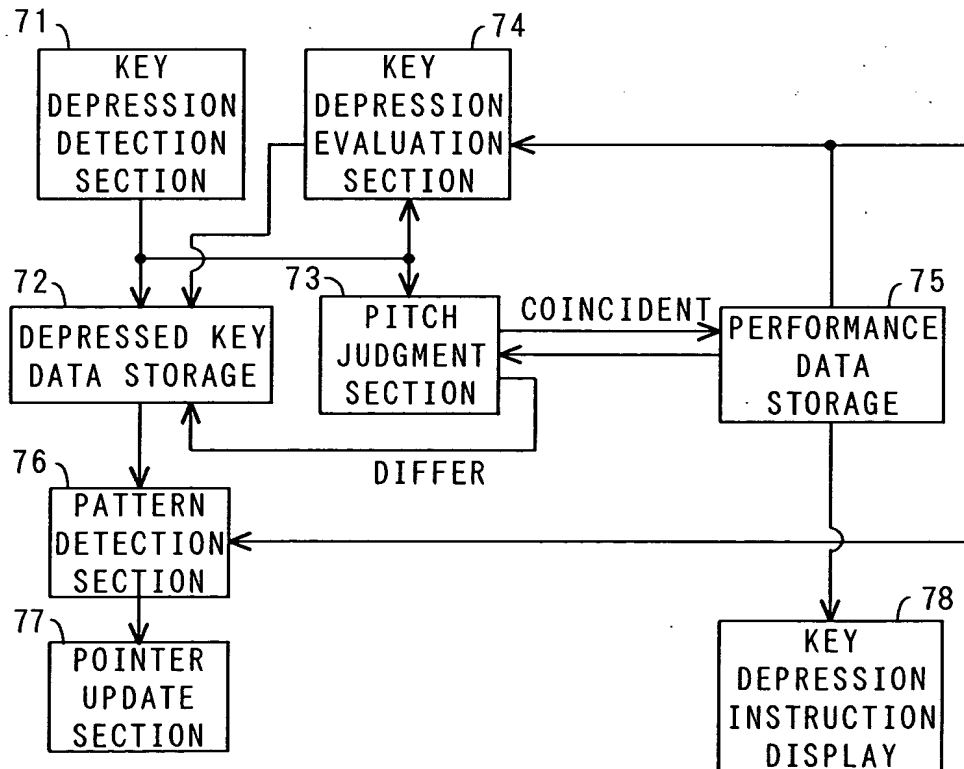 71
KEY
DEPRESSION
DETECTION
SECTION
74
KEY
DEPRESSION
EVALUATION
SECTION
72
DEPRESSED KEY
DATA STORAGE
73
PITCH
JUDGMENT
SECTION
COINCIDENT
75
PERFORMANCE
DATA
STORAGE
DIFFER
76
PATTERN
DETECTION
SECTION
77
POINTER
UPDATE
SECTION
78
KEY
DEPRESSION
INSTRUCTION
DISPLAY